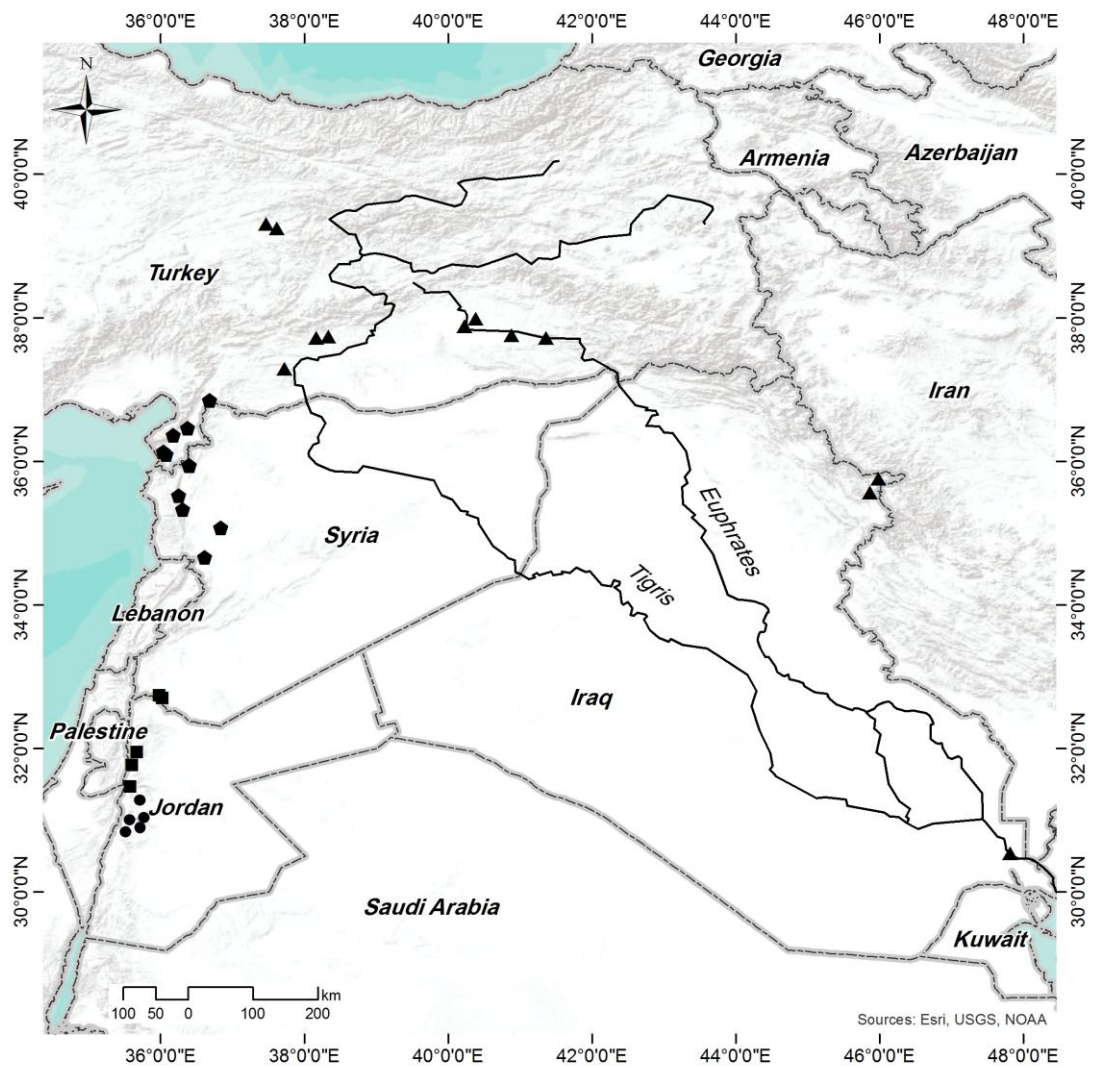 36°0'0"E 38°0'0"E 40°0'0"E 42°0'0"E 44°0'0"E 46°0'0"E 48°0'0"E
Georgia
N
Armenia
Azerbaijan
40°0'0"N
40°0'0"N
Turkey
38°0'0"N
38°0'0"N
Iran
36°0'0"N
36°0'0"N
Euphrates
Syria
Tigris
34°0'0"N
34°0'0"N
Lebanon
Iraq
Palestine
32°0'0"N
32°0'0"N
Jordan
30°0'0"N
30°0'0"N
Saudi Arabia
Kuwait
km
100 50 0 100 200
Sources: Esri, USGS, NOAA
36°0'0"E 38°0'0"E 40°0'0"E 42°0'0"E 44°0'0"E 46°0'0"E 48°0'0"E